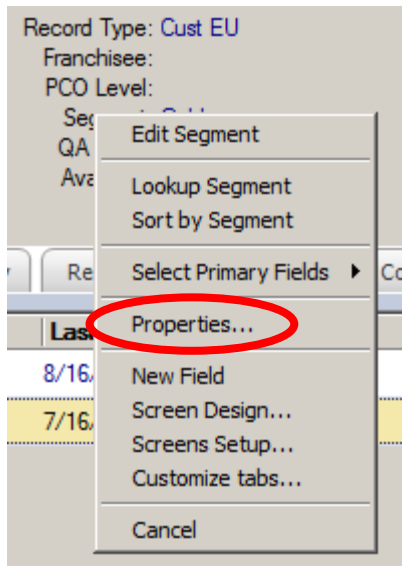 Record Type: Cust EU
Franchisee:
PCO Level:
QA
Edit Segment
Lookup Segment
Sort by Segment
Select Primary Fields
Properties...
New Field
Screen Design...
Screens Setup...
Customize tabs...
Cancel
8/16/
7/16/